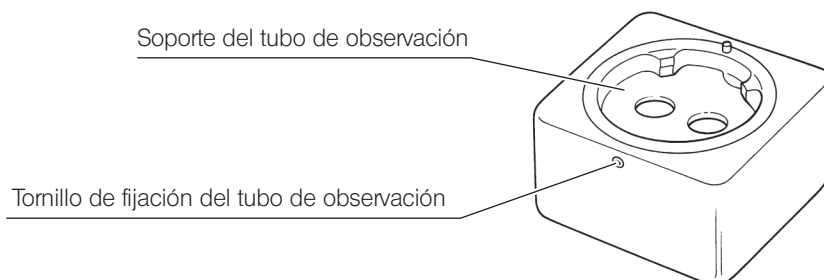 Soporte del tubo de observación
Tornillo de fijación del tubo de observación